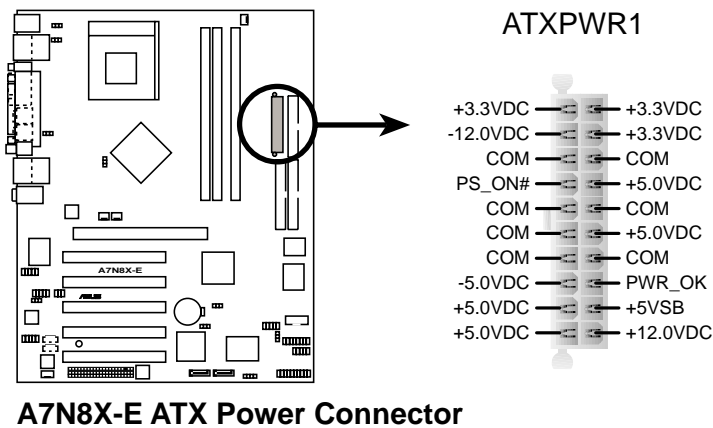 ATXPWR1
+3.3VDC +3.3VDC
-12.0VDC +3.3VDC
COM COM
PS_ON# +5.0VDC
COM COM
COM +5.0VDC
COM COM
-5.0VDC PWR_OK
+5.0VDC +5VSB
+5.0VDC +12.0VDC
A7N8X-E
ASUS
A7N8X-E ATX Power Connector